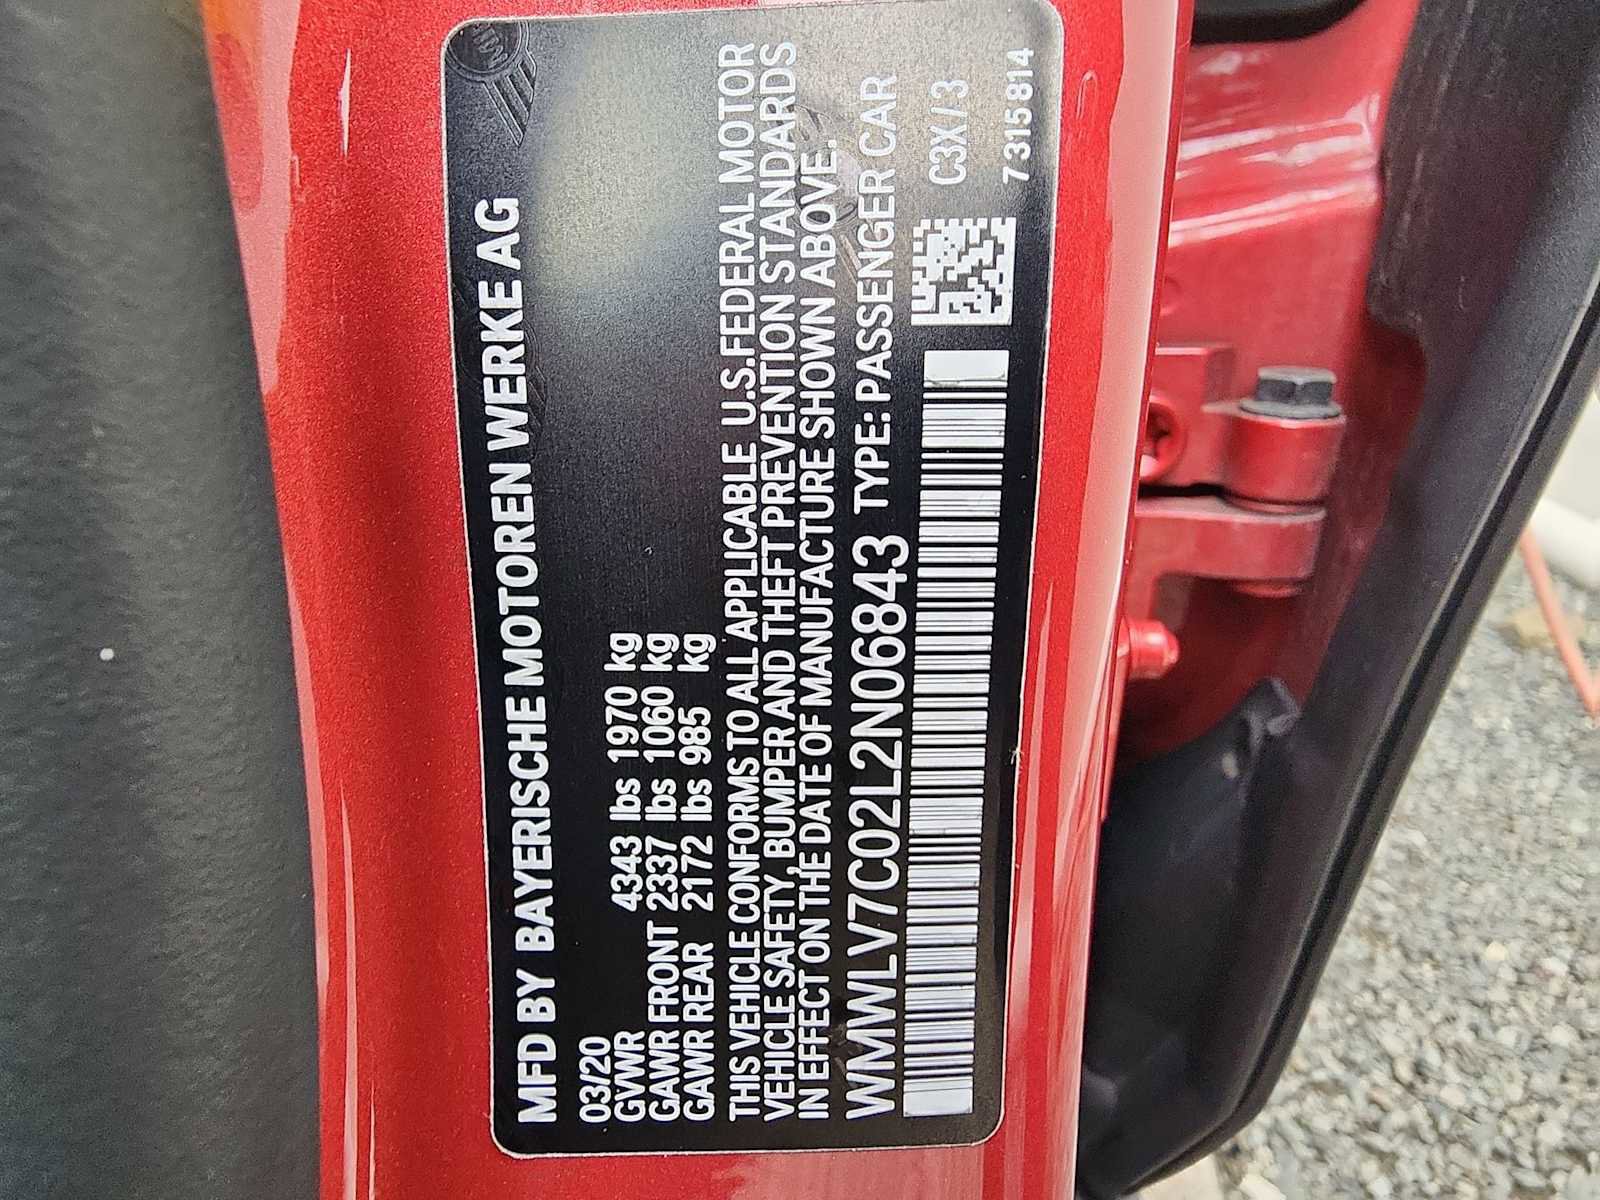 MFD BY BAYERISCHE MOTOREN WERKE AG
03/20
GVWR 4343 lbs 1970 kg
GAWR FRONT 2337 lbs 1060 kg
GAWR REAR 2172 lbs 985 kg
THIS VEHICLE CONFORMS TO ALL APPLICABLE U.S.FEDERAL MOTOR
VEHICLE SAFETY, BUMPER AND THEFT PREVENTION STANDARDS
IN EFFECT ON THE DATE OF MANUFACTURE SHOWN ABOVE.
WMWLV7C02L2N06843 TYPE: PASSENGER CAR
C3X//3
7315814